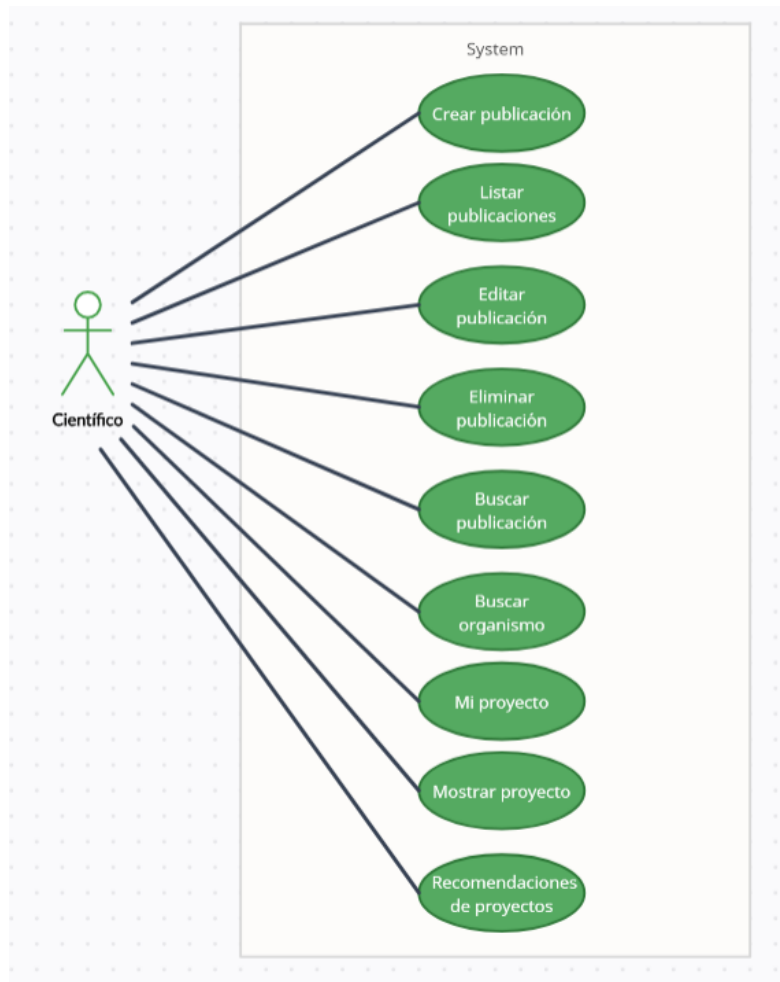 System
Crear publicación
Listar
publicaciones
Editar
publicación
Eliminar
publicación
Científico
Buscar
publicación
Buscar
organismo
Mi proyecto
Mostrar proyecto
Recomendaciones
de proyectos